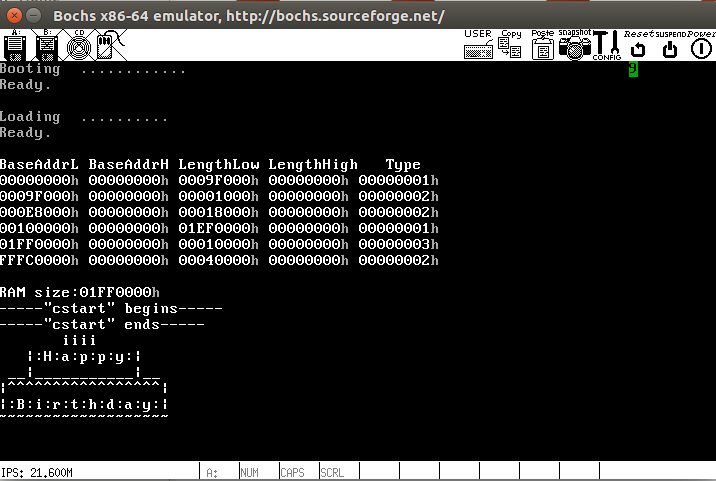 Bochs x86-64 emulator, http://bochs.sourceforge.net/
A: B: CD USER Copy Paste snapshot CONFIG Reset SUSPEND Power
Booting ............ 9
Ready.
Loading ..........
Ready.
BaseAddrL BaseAddrH LengthLow LengthHigh Type
00000000h 00000000h 0009F000h 00000000h 00000001h
0009F000h 00000000h 00001000h 00000000h 00000002h
000E8000h 00000000h 00018000h 00000000h 00000002h
00100000h 00000000h 01EF0000h 00000000h 00000001h
01FF0000h 00000000h 00010000h 00000000h 00000003h
FFFC0000h 00000000h 00040000h 00000000h 00000002h
RAM size:01FF0000h
-----"cstart" begins-----
-----"cstart" ends-----
iiii
|:H:a:p:p:y:|
__|___________|__
|^^^^^^^^^^^^^^^^^|
|:B:i:r:t:h:d:a:y:|
~~~~~~~~~~~~~~~~~~~
IPS: 21.600M A: NUM CAPS SCRL